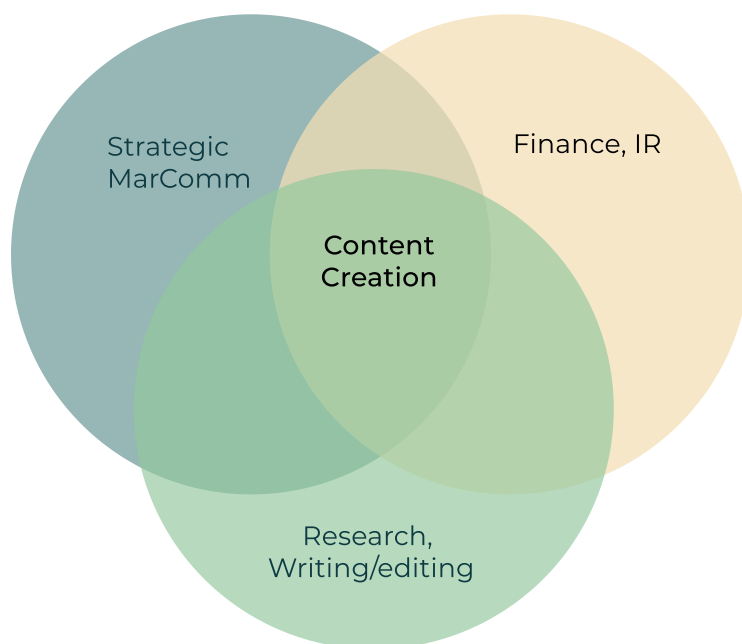 Strategic
MarComm
Finance, IR
Content
Creation
Research,
Writing/editing